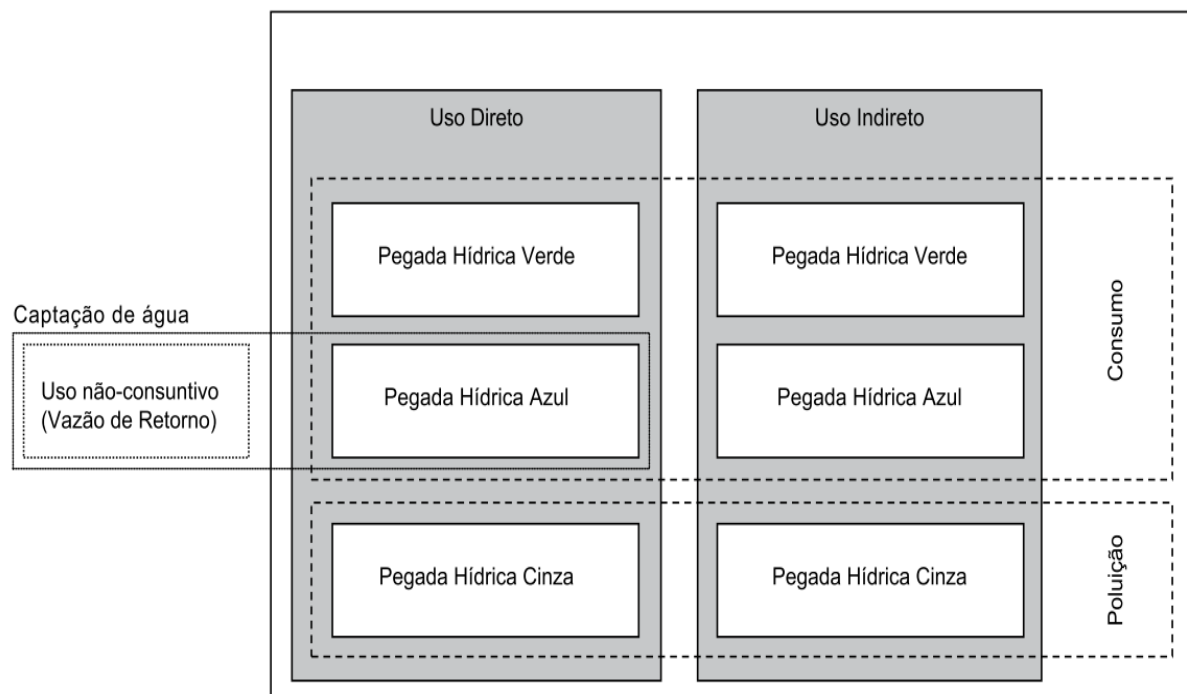 Uso Direto
Uso Indireto
Pegada Hídrica Verde
Pegada Hídrica Verde
Captação de água
Uso não-consuntivo
(Vazão de Retorno)
Pegada Hídrica Azul
Pegada Hídrica Azul
Consumo
Pegada Hídrica Cinza
Pegada Hídrica Cinza
Poluição